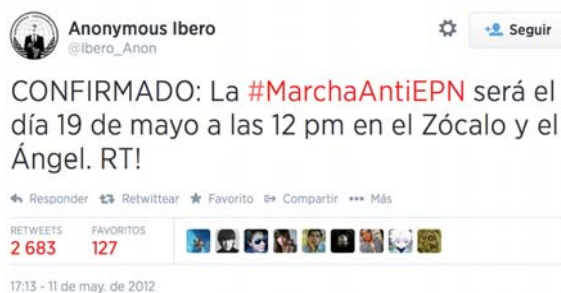 Anonymous Ibero
@Ibero_Anon
Seguir
CONFIRMADO: La #MarchaAntiEPN será el
día 19 de mayo a las 12 pm en el Zócalo y el
Ángel. RT!
Responder Retwittear Favorito Compartir Más
RETWEETS FAVORITOS
2 683 127
17:13 - 11 de may. de 2012